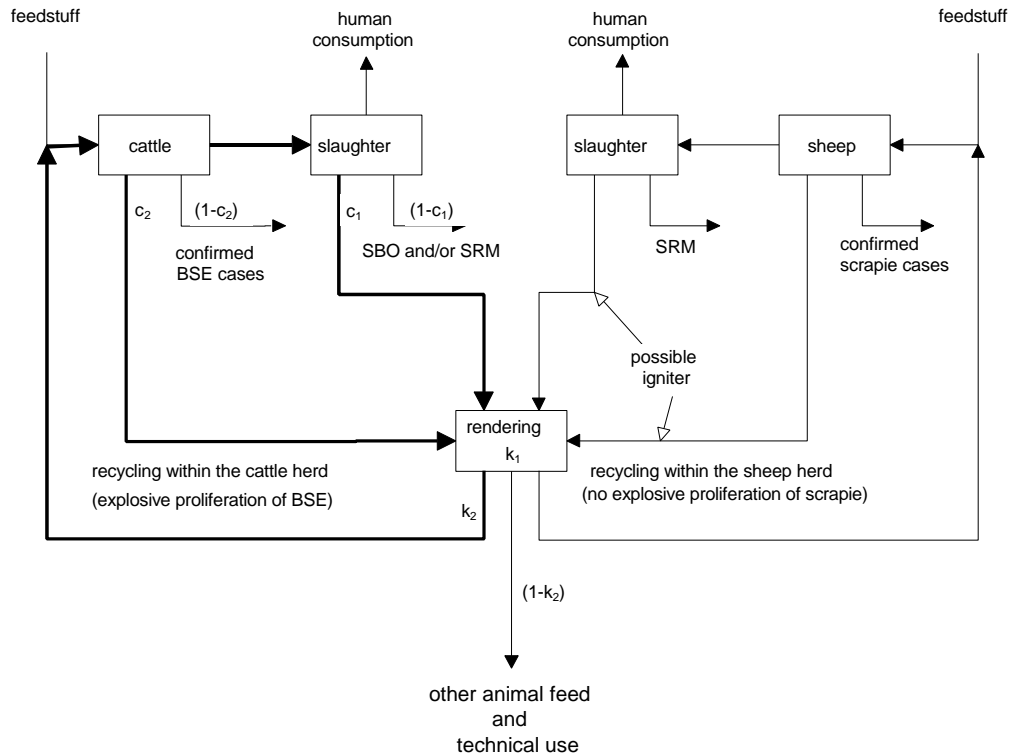 feedstuff
human
consumption
human
consumption
feedstuff
cattle
slaughter
slaughter
sheep
c₂
(1-c₂)
c₁
(1-c₁)
confirmed
BSE cases
SBO and/or SRM
SRM
confirmed
scrapie cases
possible
igniter
rendering
k₁
recycling within the cattle herd
(explosive proliferation of BSE)
recycling within the sheep herd
(no explosive proliferation of scrapie)
k₂
(1-k₂)
other animal feed
and
technical use